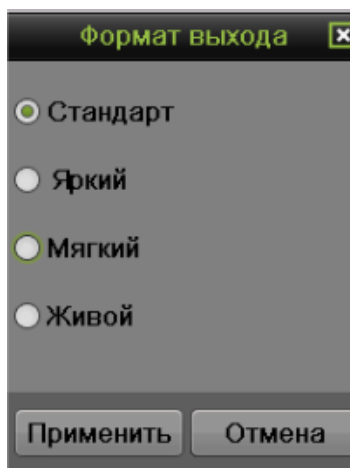 Формат выхода
Стандарт
Яркий
Мягкий
Живой
Применить Отмена